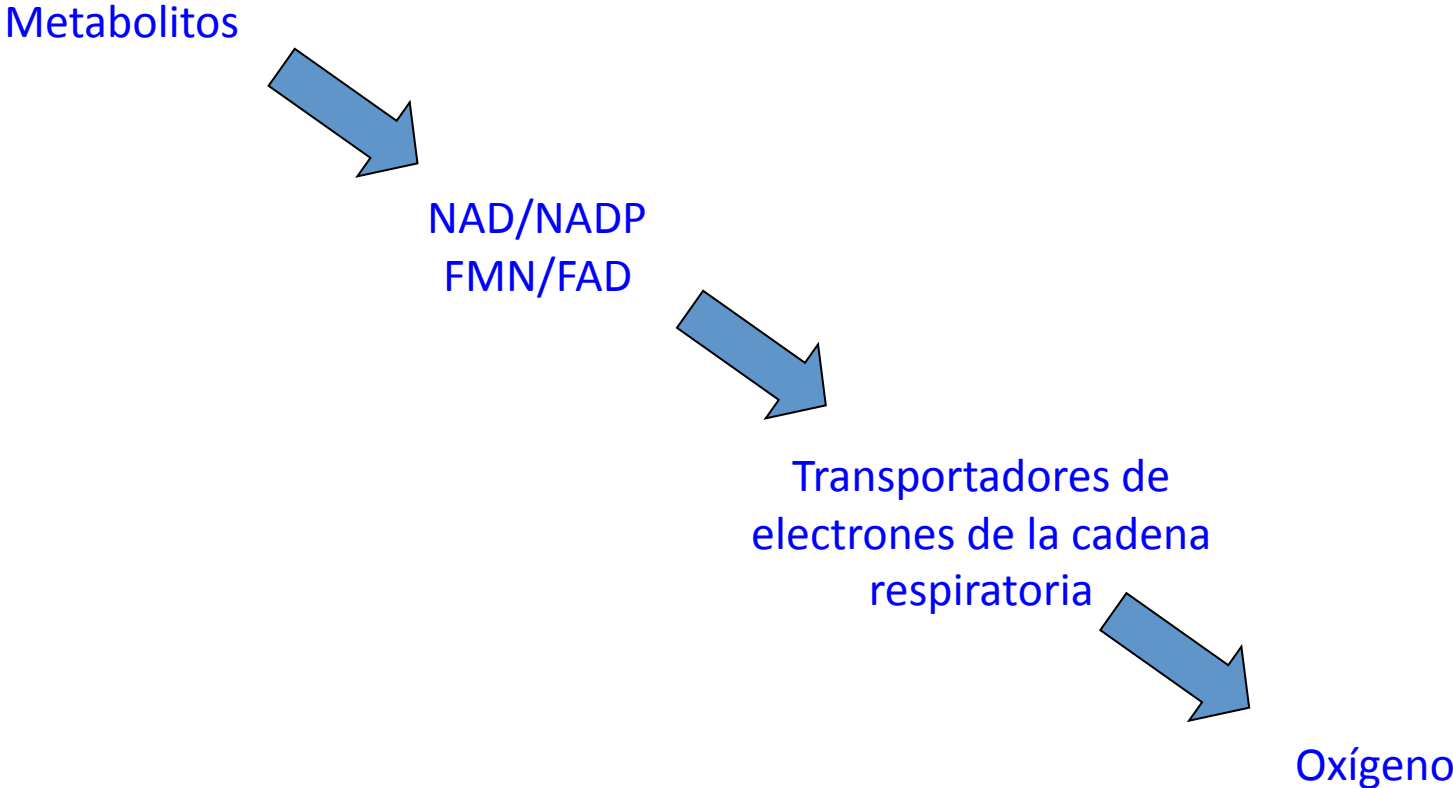 Metabolitos
NAD/NADP
FMN/FAD
Transportadores de
electrones de la cadena
respiratoria
Oxígeno